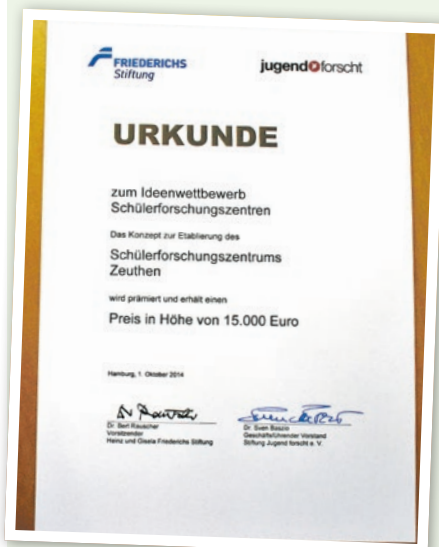 FRIEDERICHS
Stiftung
jugend forscht
URKUNDE
zum Ideenwettbewerb
Schülerforschungszentren
Das Konzept zur Etablierung des
Schülerforschungszentrums
Zeuthen
wird prämiert und erhält einen
Preis in Höhe von 15.000 Euro
Hamburg, 1. Oktober 2014
Dr. Bert Rauscher
Vorsitzender
Heinz und Gisela Friederichs Stiftung
Dr. Sven Baszio
Geschäftsführender Vorstand
Stiftung Jugend forscht e. V.